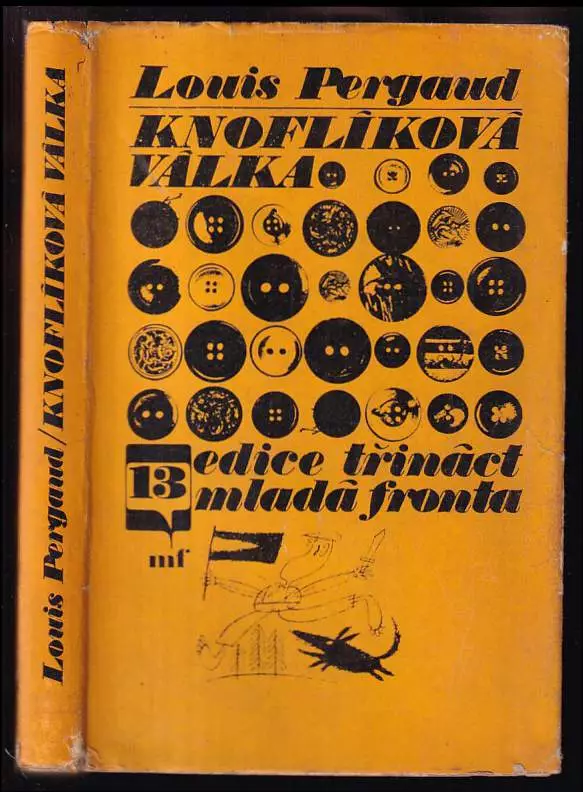 Louis Pergaud/KNOFLÍKOVÁ VÁLKA
Louis Pergaud
KNOFLÍKOVÁ
VÁLKA
13
edice třináct
mladá fronta
mf